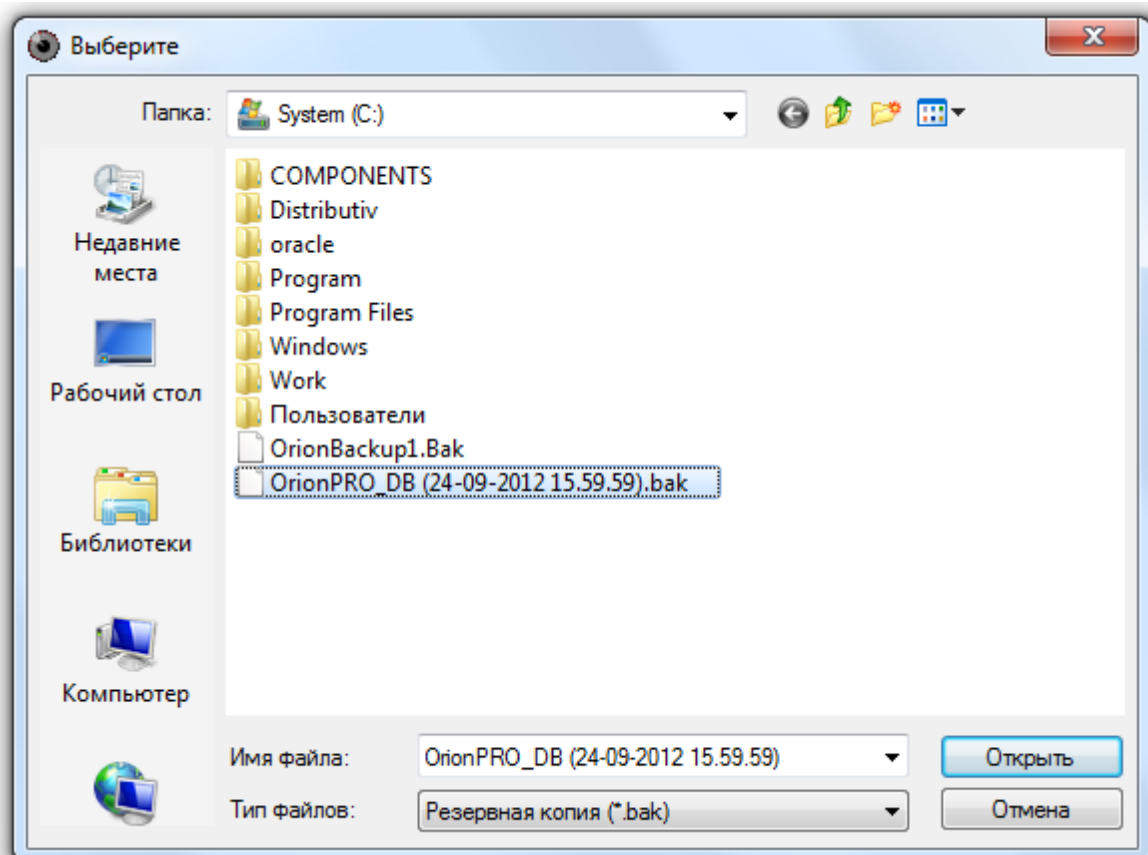 Выберите
Папка: System (C:)
COMPONENTS
Distributiv
oracle
Program
Program Files
Windows
Work
Пользователи
OrionBackup1.Bak
OrionPRO_DB (24-09-2012 15.59.59).bak
Недавние
места
Рабочий стол
Библиотеки
Компьютер
Имя файла: OrionPRO_DB (24-09-2012 15.59.59) Открыть
Тип файлов: Резервная копия (*.bak) Отмена